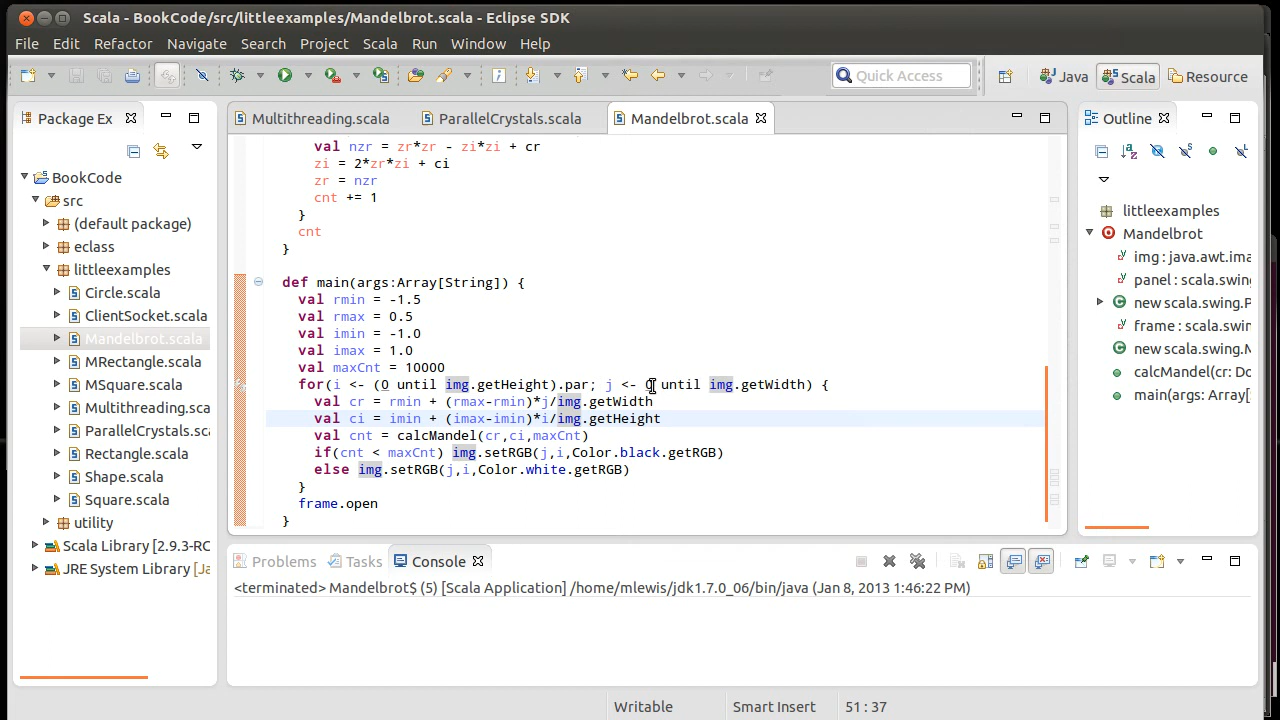 Scala - BookCode/src/littleexamples/Mandelbrot.scala - Eclipse SDK
File Edit Refactor Navigate Search Project Scala Run Window Help
Quick Access
Java
Scala
Resource
Package Ex
BookCode
src
(default package)
eclass
littleexamples
Circle.scala
ClientSocket.scala
Mandelbrot.scala
MRectangle.scala
MSquare.scala
Multithreading.scala
ParallelCrystals.scala
Rectangle.scala
Shape.scala
Square.scala
utility
Scala Library [2.9.3-RC
JRE System Library [Ja
Multithreading.scala
ParallelCrystals.scala
Mandelbrot.scala
val nzr = zr*zr - zi*zi + cr
zi = 2*zr*zi + ci
zr = nzr
cnt += 1
}
cnt
}
def main(args:Array[String]) {
val rmin = -1.5
val rmax = 0.5
val imin = -1.0
val imax = 1.0
val maxCnt = 10000
for(i <- (0 until img.getHeight).par; j <- 0 until img.getWidth) {
val cr = rmin + (rmax-rmin)*j/img.getWidth
val ci = imin + (imax-imin)*i/img.getHeight
val cnt = calcMandel(cr,ci,maxCnt)
if(cnt < maxCnt) img.setRGB(j,i,Color.black.getRGB)
else img.setRGB(j,i,Color.white.getRGB)
}
frame.open
}
Outline
littleexamples
Mandelbrot
img : java.awt.ima
panel : scala.swing
new scala.swing.P
frame : scala.swin
new scala.swing.M
calcMandel(cr: Do
main(args: Array[
Problems
Tasks
Console
<terminated> Mandelbrot$ (5) [Scala Application] /home/mlewis/jdk1.7.0_06/bin/java (Jan 8, 2013 1:46:22 PM)
Writable
Smart Insert
51 : 37